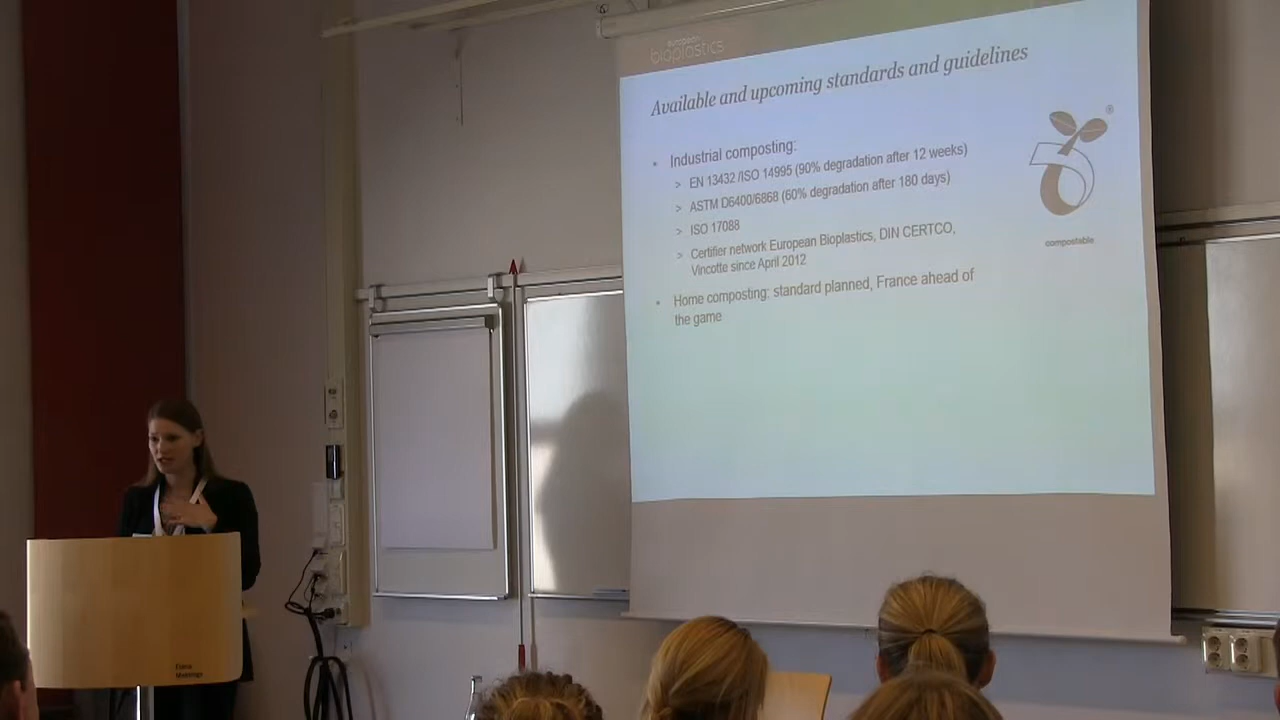 european
bioplastics
Available and upcoming standards and guidelines
• Industrial composting:
> EN 13432 /ISO 14995 (90% degradation after 12 weeks)
> ASTM D6400/6868 (60% degradation after 180 days)
> ISO 17088
> Certifier network European Bioplastics, DIN CERTCO,
Vincotte since April 2012
• Home composting: standard planned, France ahead of
the game
®
compostable